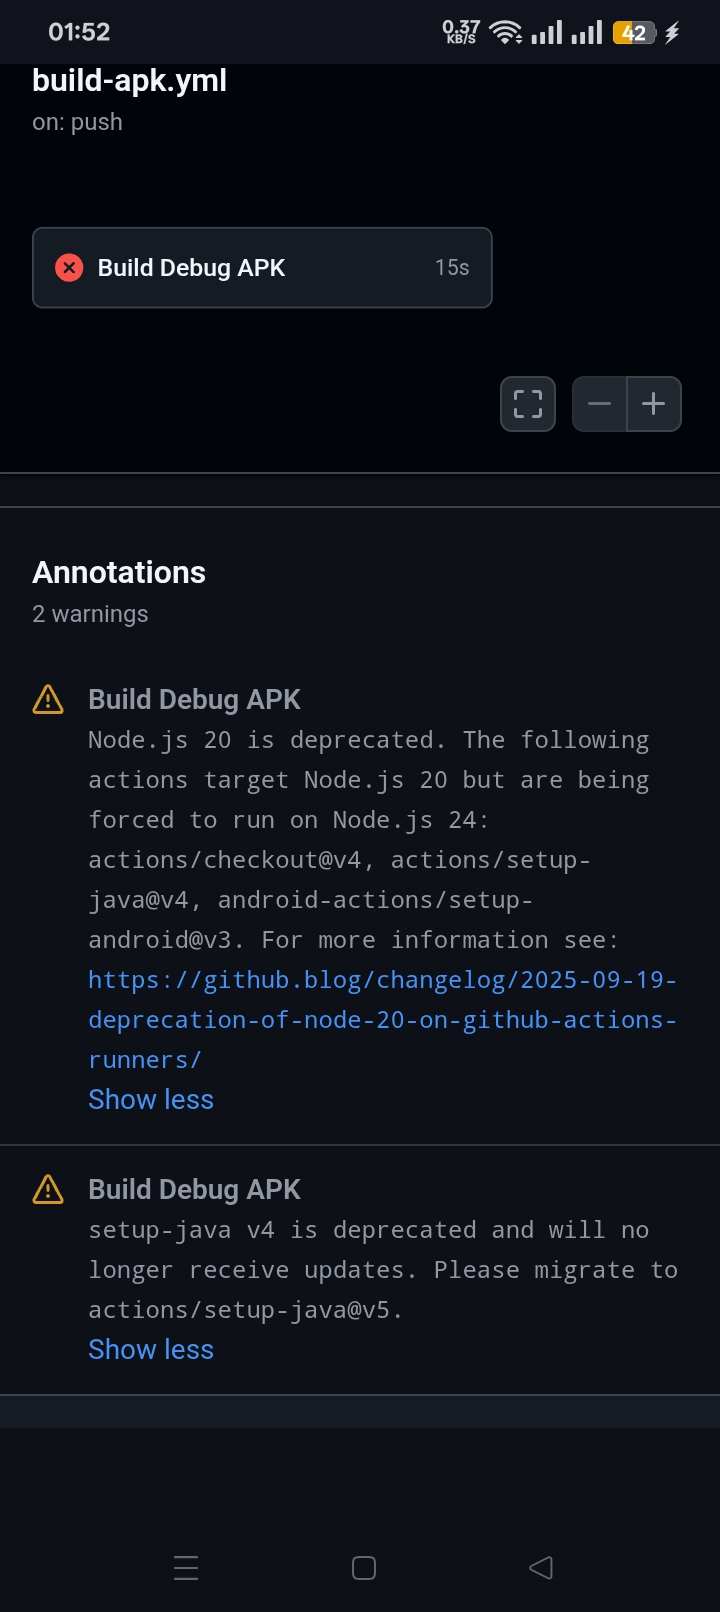 01:52
0.37
KB/S
42
build-apk.yml
on: push
Build Debug APK
15s
Annotations
2 warnings
Build Debug APK
Node.js 20 is deprecated. The following
actions target Node.js 20 but are being
forced to run on Node.js 24:
actions/checkout@v4, actions/setup-
java@v4, android-actions/setup-
android@v3. For more information see:
https://github.blog/changelog/2025-09-19-
deprecation-of-node-20-on-github-actions-
runners/
Show less
Build Debug APK
setup-java v4 is deprecated and will no
longer receive updates. Please migrate to
actions/setup-java@v5.
Show less